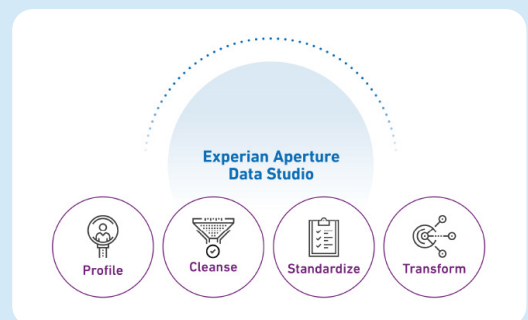 Experian Aperture
Data Studio
Profile
Cleanse
Standardize
Transform